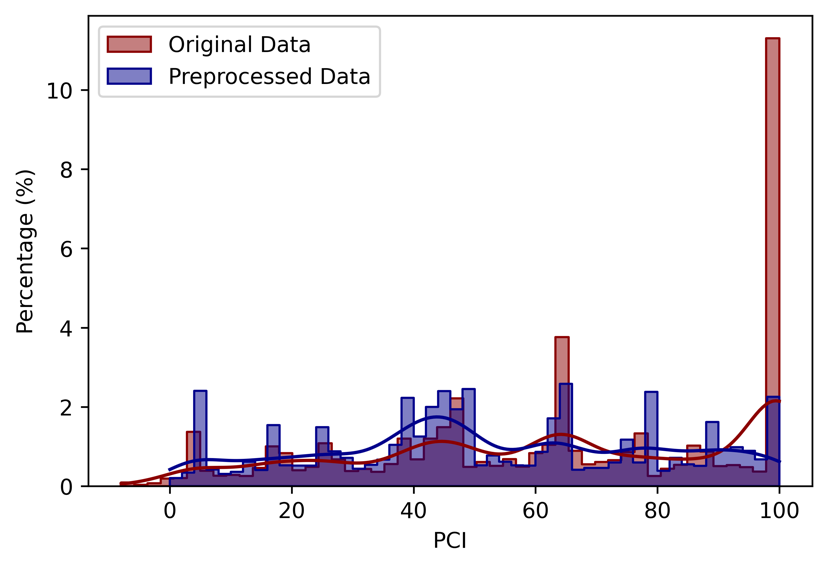 Original Data
Preprocessed Data
Percentage (%)
10
8
6
4
2
0
0 20 40 60 80 100
PCI